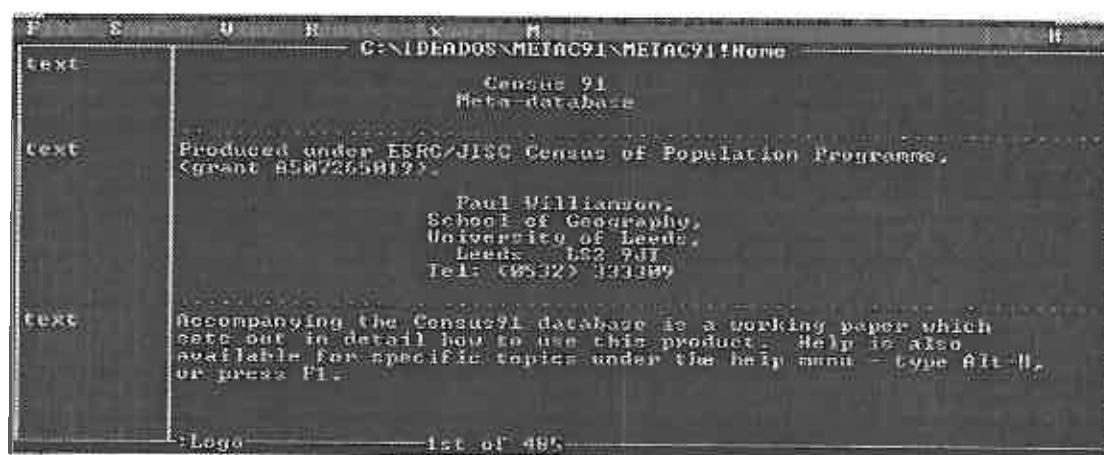 C:\IDEADOS\METAC91\METAC91!Home
text
Census 91
Meta-database
text
Produced under ESRC/JISC Census of Population Programme.
(grant A507265019).
Paul Williamson,
School of Geography,
University of Leeds,
Leeds LS2 9JT
Tel: (0532) 333309
text
Accompanying the Census91 database is a working paper which
sets out in detail how to use this product. Help is also
available for specific topics under the help menu - type Alt-H,
or press F1.
:Logo 1st of 485